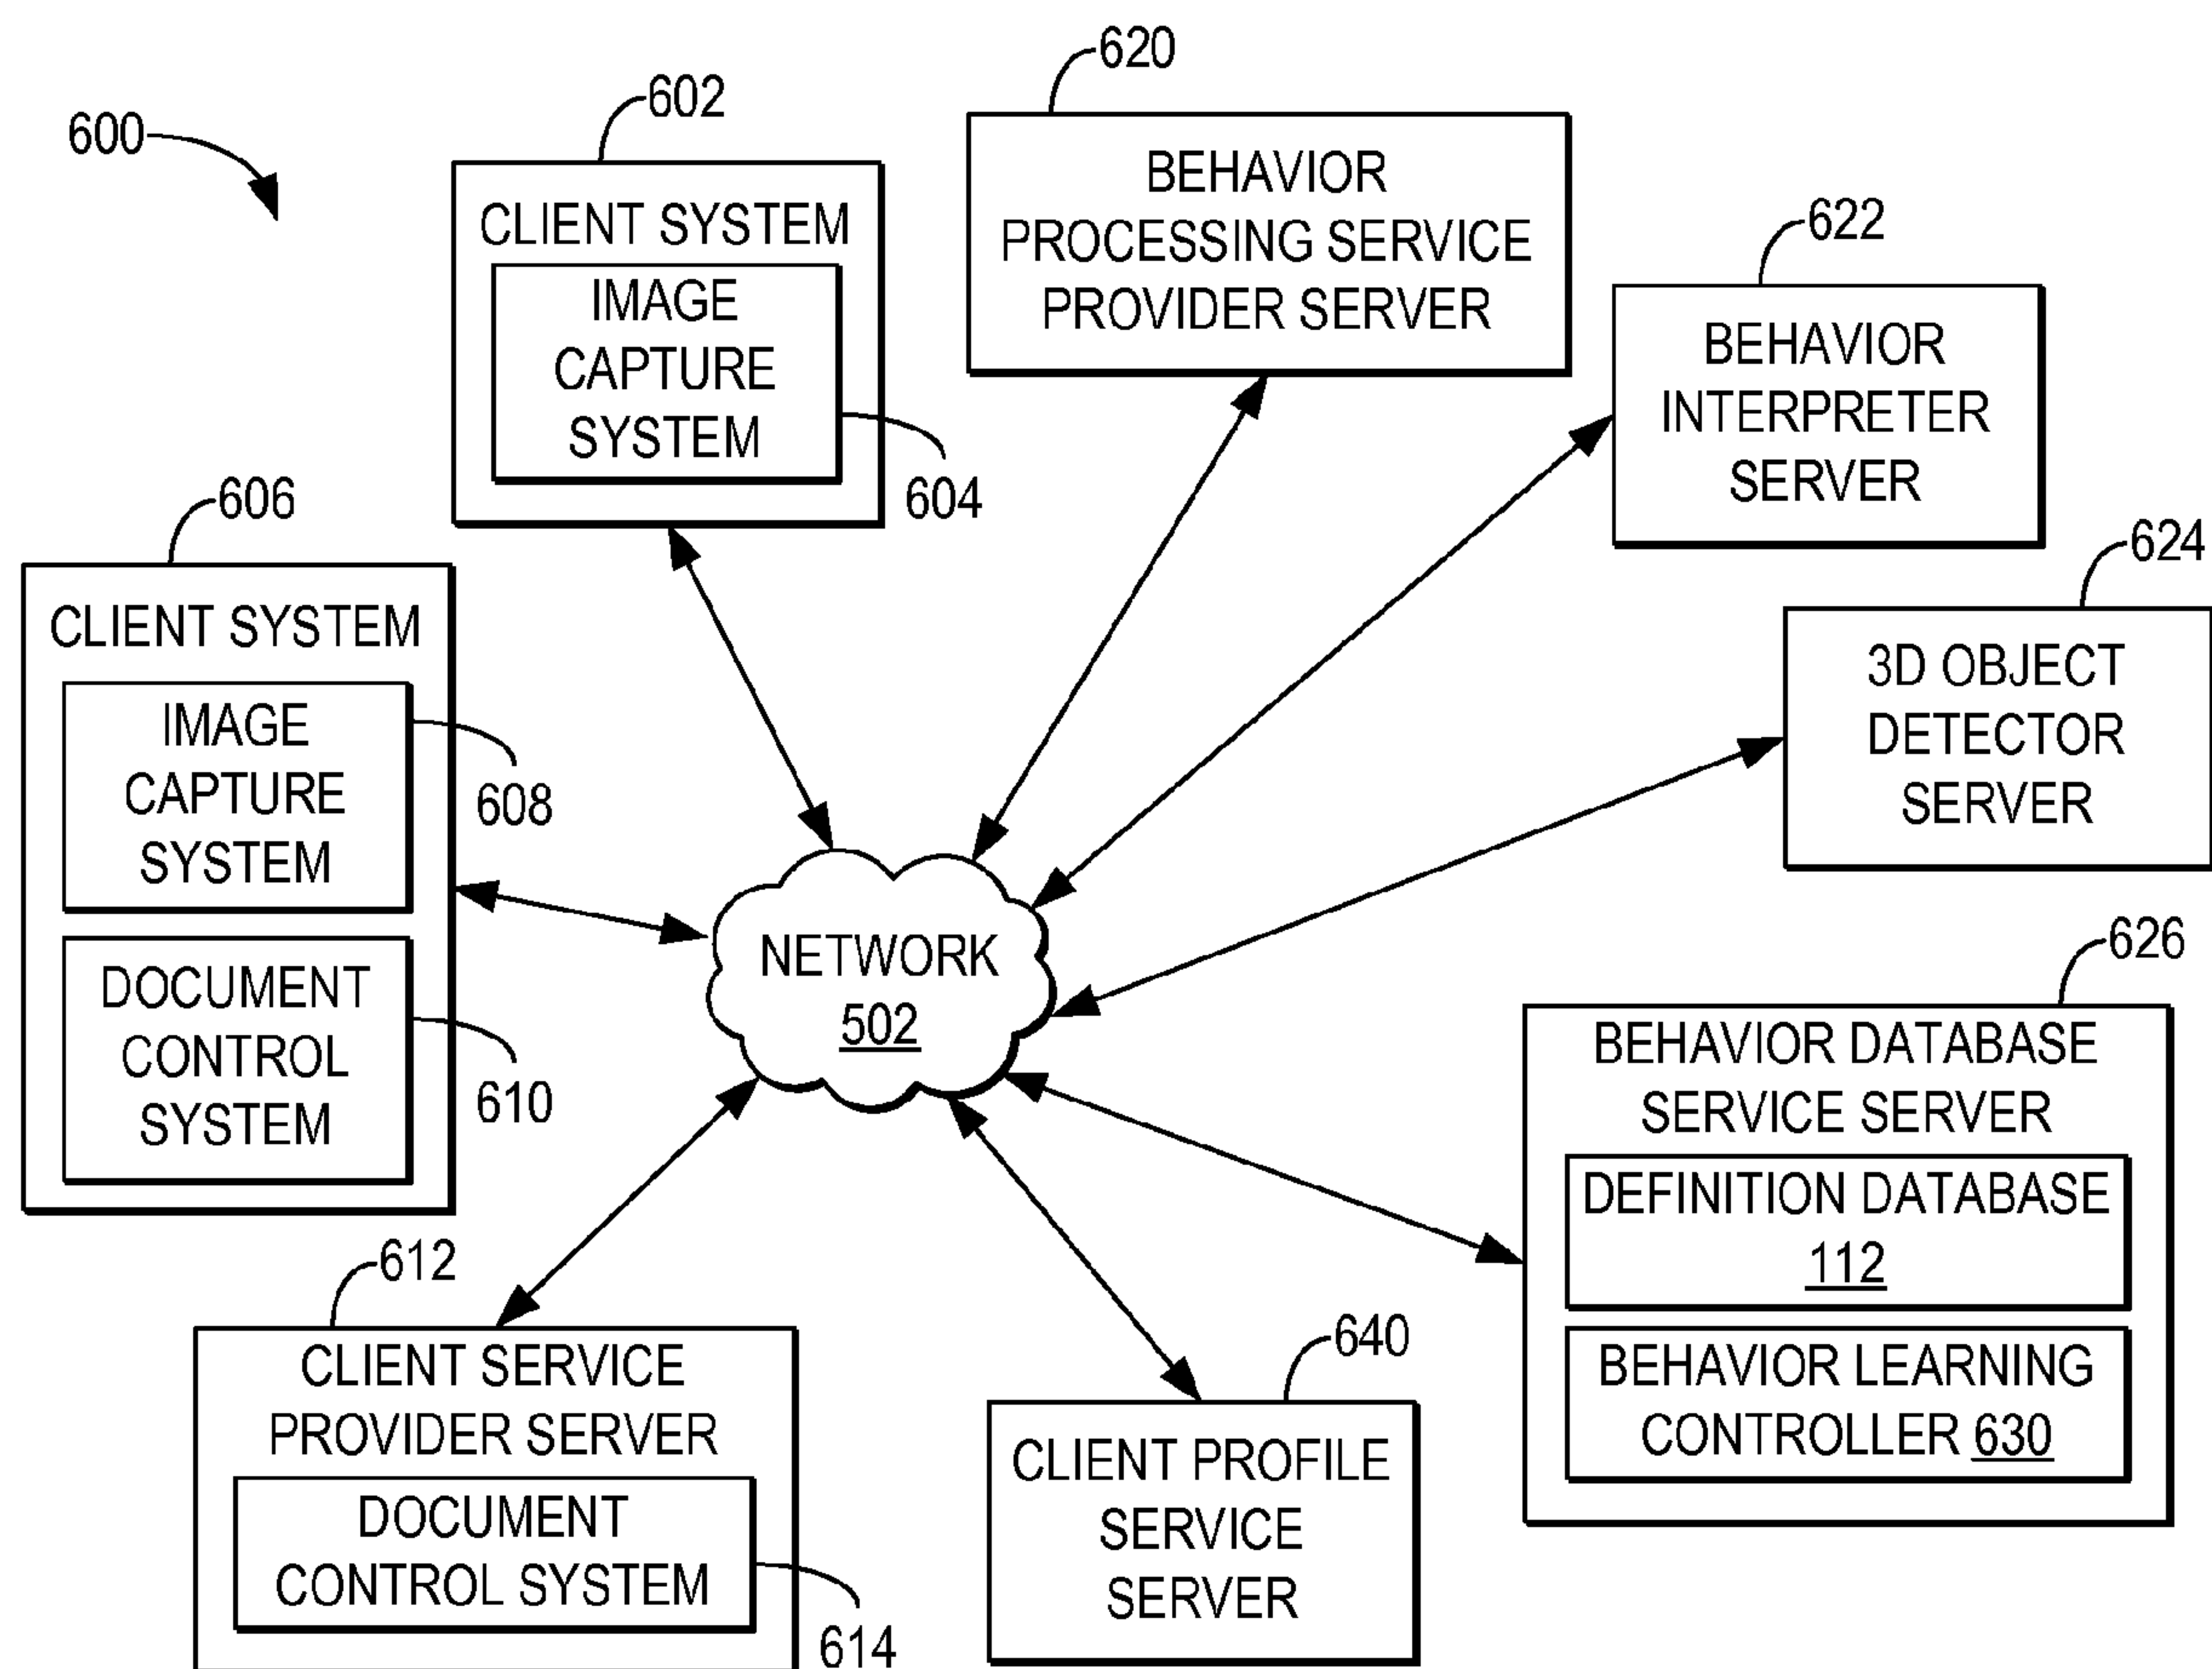 600
602
CLIENT SYSTEM
IMAGE
CAPTURE
SYSTEM
604
620
BEHAVIOR
PROCESSING SERVICE
PROVIDER SERVER
622
BEHAVIOR
INTERPRETER
SERVER
624
3D OBJECT
DETECTOR
SERVER
606
CLIENT SYSTEM
IMAGE
CAPTURE
SYSTEM
608
DOCUMENT
CONTROL
SYSTEM
610
NETWORK
502
626
BEHAVIOR DATABASE
SERVICE SERVER
DEFINITION DATABASE
112
BEHAVIOR LEARNING
CONTROLLER 630
612
CLIENT SERVICE
PROVIDER SERVER
DOCUMENT
CONTROL SYSTEM
614
640
CLIENT PROFILE
SERVICE
SERVER